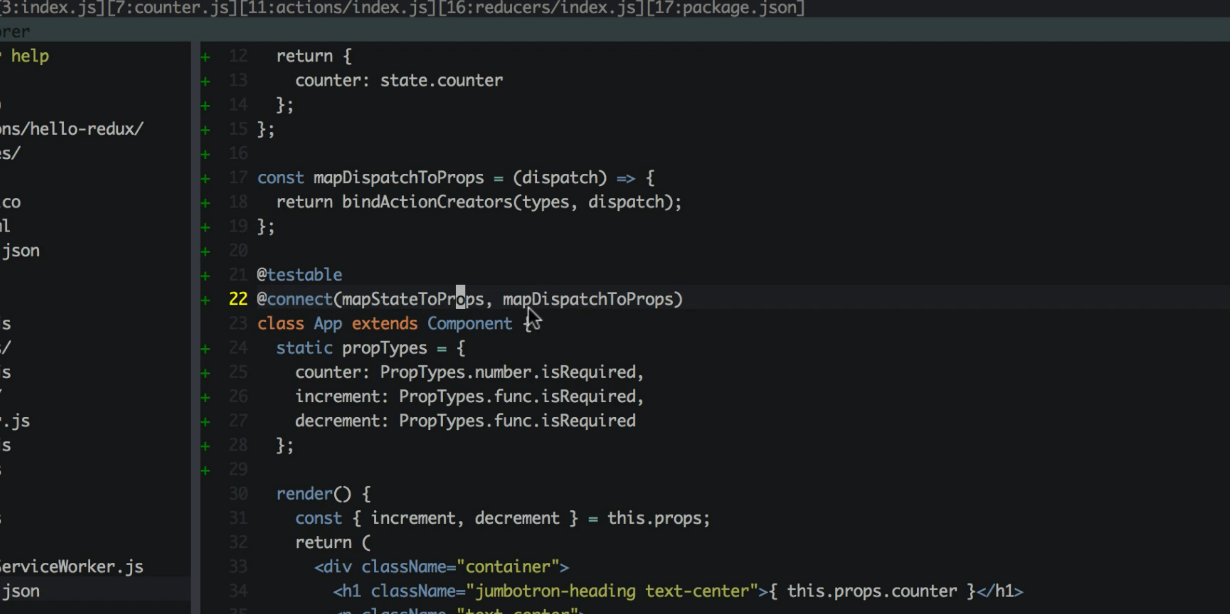 [3:index.js][7:counter.js][11:actions/index.js][16:reducers/index.js][17:package.json]
help
ons/hello-redux/
es/
.co
.json
.js
ServiceWorker.js
.json
+ 12 return {
+ 13 counter: state.counter
+ 14 };
+ 15 };
+ 16
+ 17 const mapDispatchToProps = (dispatch) => {
+ 18 return bindActionCreators(types, dispatch);
+ 19 };
+ 20
+ 21 @testable
+ 22 @connect(mapStateToProps, mapDispatchToProps)
23 class App extends Component {
+ 24 static propTypes = {
+ 25 counter: PropTypes.number.isRequired,
+ 26 increment: PropTypes.func.isRequired,
+ 27 decrement: PropTypes.func.isRequired
+ 28 };
+ 29
30 render() {
31 const { increment, decrement } = this.props;
32 return (
33 <div className="container">
34 <h1 className="jumbotron-heading text-center">{ this.props.counter }</h1>
35 <p className="text-center">